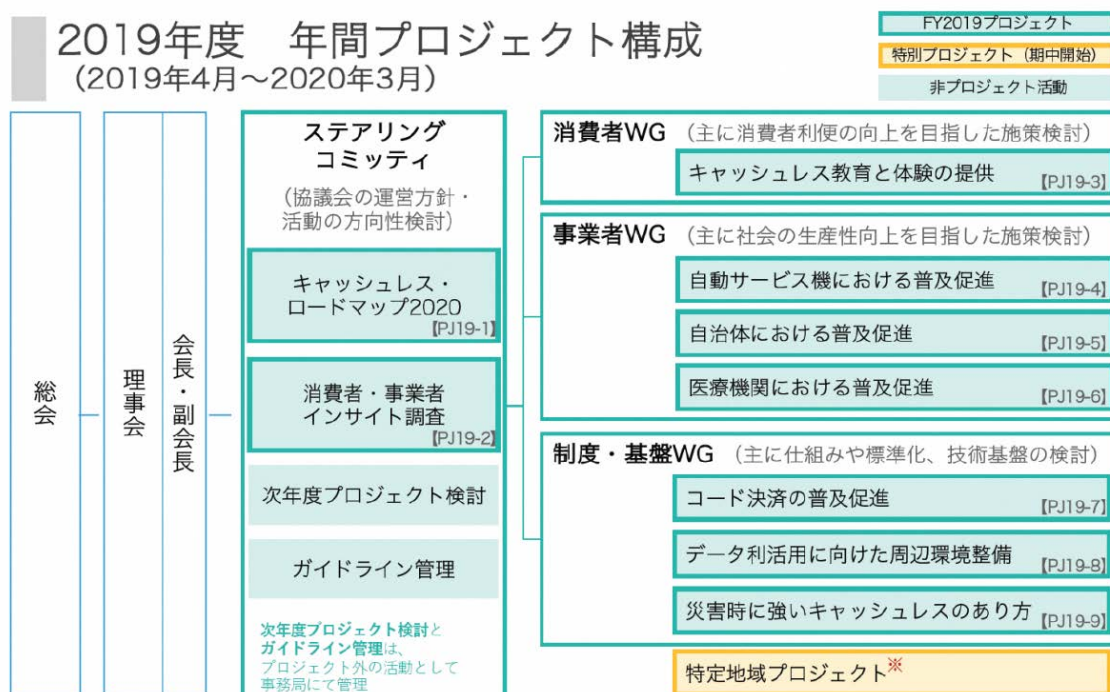 2019年度 年間プロジェクト構成
(2019年4月〜2020年3月)
FY2019プロジェクト
特別プロジェクト（期中開始）
非プロジェクト活動
総会
理事会
会長・副会長
ステアリング
コミッティ
（協議会の運営方針・
活動の方向性検討）
キャッシュレス・
ロードマップ2020
【PJ19-1】
消費者・事業者
インサイト調査
【PJ19-2】
次年度プロジェクト検討
ガイドライン管理
次年度プロジェクト検討と
ガイドライン管理は、
プロジェクト外の活動として
事務局にて管理
消費者WG （主に消費者利便の向上を目指した施策検討）
キャッシュレス教育と体験の提供 【PJ19-3】
事業者WG （主に社会の生産性向上を目指した施策検討）
自動サービス機における普及促進 【PJ19-4】
自治体における普及促進 【PJ19-5】
医療機関における普及促進 【PJ19-6】
制度・基盤WG （主に仕組みや標準化、技術基盤の検討）
コード決済の普及促進 【PJ19-7】
データ利活用に向けた周辺環境整備 【PJ19-8】
災害時に強いキャッシュレスのあり方 【PJ19-9】
特定地域プロジェクト※